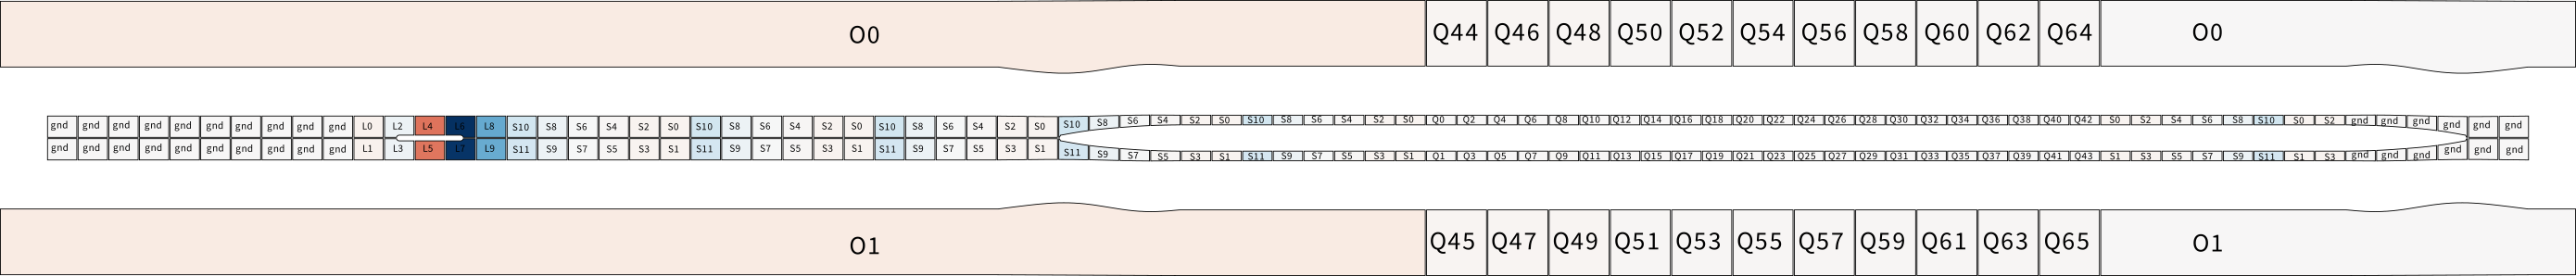 O0 Q44 Q46 Q48 Q50 Q52 Q54 Q56 Q58 Q60 Q62 Q64 O0
gnd gnd gnd gnd gnd gnd gnd gnd gnd gnd L0 L2 L4 L6 L8 S10 S8 S6 S4 S2 S0 S10 S8 S6 S4 S2 S0 S10 S8 S6 S4 S2 S0 S10 S8 S6 S4 S2 S0 S10 S8 S6 S4 S2 S0 Q0 Q2 Q4 Q6 Q8 Q10 Q12 Q14 Q16 Q18 Q20 Q22 Q24 Q26 Q28 Q30 Q32 Q34 Q36 Q38 Q40 Q42 S0 S2 S4 S6 S8 S10 S0 S2 gnd gnd gnd gnd gnd gnd
gnd gnd gnd gnd gnd gnd gnd gnd gnd gnd L1 L3 L5 L7 L9 S11 S9 S7 S5 S3 S1 S11 S9 S7 S5 S3 S1 S11 S9 S7 S5 S3 S1 S11 S9 S7 S5 S3 S1 S11 S9 S7 S5 S3 S1 Q1 Q3 Q5 Q7 Q9 Q11 Q13 Q15 Q17 Q19 Q21 Q23 Q25 Q27 Q29 Q31 Q33 Q35 Q37 Q39 Q41 Q43 S1 S3 S5 S7 S9 S11 S1 S3 gnd gnd gnd gnd gnd gnd
O1 Q45 Q47 Q49 Q51 Q53 Q55 Q57 Q59 Q61 Q63 Q65 O1